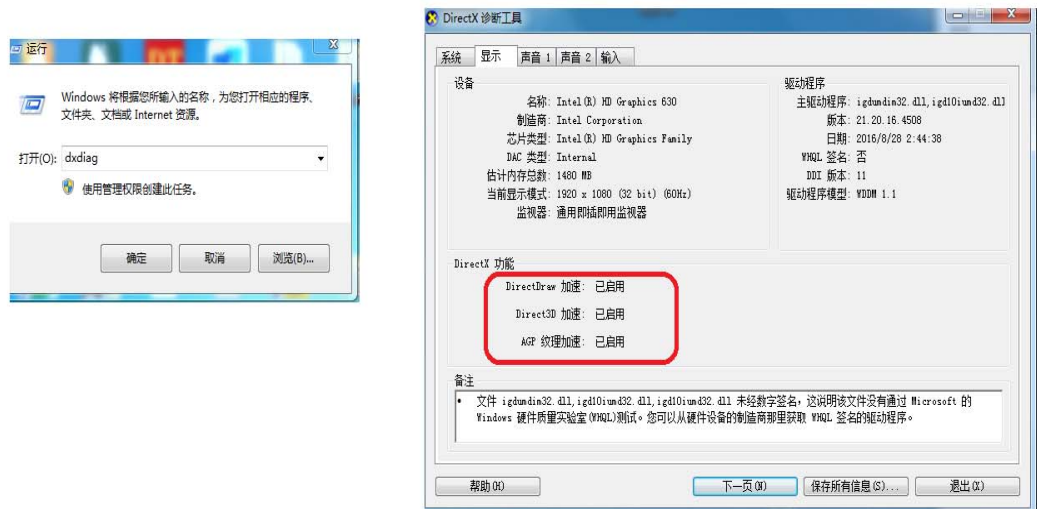 运行
Windows 将根据您所输入的名称，为您打开相应的程序、
文件夹、文档或 Internet 资源。
打开(O): dxdiag
使用管理权限创建此任务。
确定 取消 浏览(B)...
DirectX 诊断工具
系统 显示 声音 1 声音 2 输入
设备
名称: Intel(R) HD Graphics 630
制造商: Intel Corporation
芯片类型: Intel(R) HD Graphics Family
DAC 类型: Internal
估计内存总数: 1480 MB
当前显示模式: 1920 x 1080 (32 bit) (60Hz)
监视器: 通用即插即用监视器
驱动程序
主驱动程序: igdumdim32.dll,igd10iumd32.dll
版本: 21.20.16.4508
日期: 2016/8/28 2:44:38
WHQL 签名: 否
DDI 版本: 11
驱动程序模型: WDDM 1.1
DirectX 功能
DirectDraw 加速: 已启用
Direct3D 加速: 已启用
AGP 纹理加速: 已启用
备注
• 文件 igdumdim32.dll,igd10iumd32.dll,igd10iumd32.dll 未经数字签名，这说明该文件没有通过 Microsoft 的
Windows 硬件质量实验室(WHQL)测试。您可以从硬件设备的制造商那里获取 WHQL 签名的驱动程序。
帮助(H) 下一页(N) 保存所有信息(S)... 退出(X)